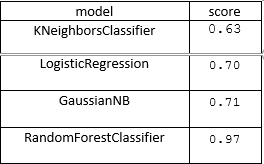 model score
KNeighborsClassifier 0.63
LogisticRegression 0.70
GaussianNB 0.71
RandomForestClassifier 0.97